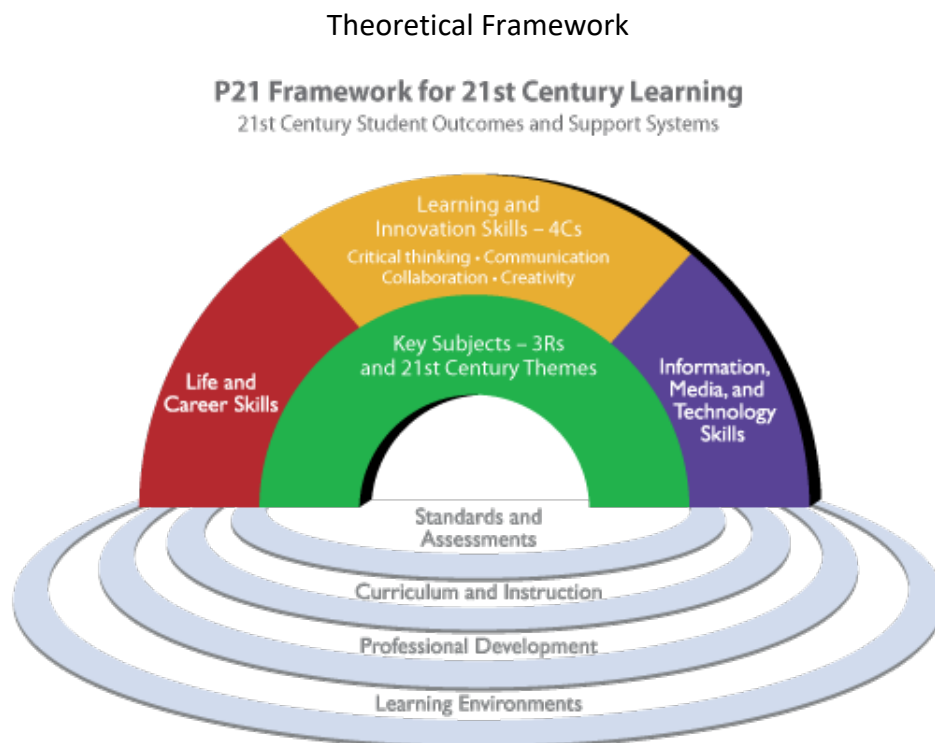 Theoretical Framework
P21 Framework for 21st Century Learning
21st Century Student Outcomes and Support Systems
Learning and
Innovation Skills – 4Cs
Critical thinking • Communication
Collaboration • Creativity
Key Subjects – 3Rs
and 21st Century Themes
Life and
Career Skills
Information,
Media, and
Technology
Skills
Standards and
Assessments
Curriculum and Instruction
Professional Development
Learning Environments